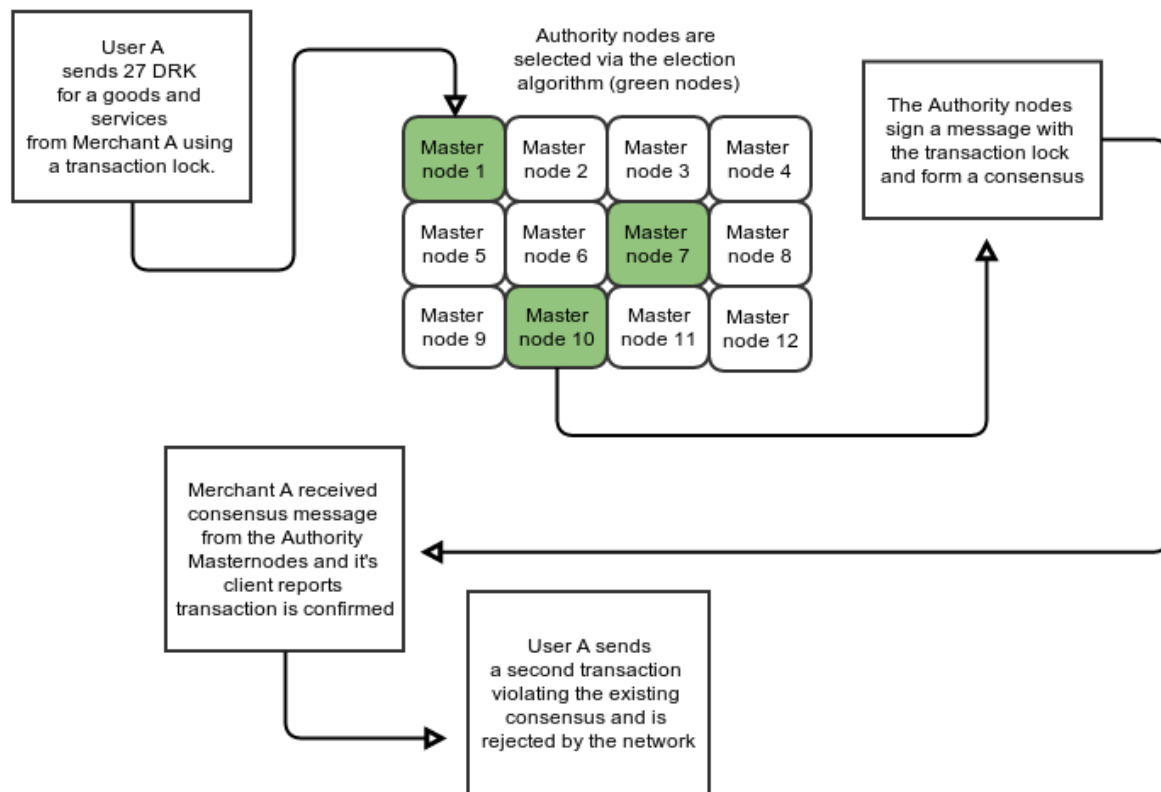 User A
sends 27 DRK
for a goods and
services
from Merchant A using
a transaction lock.
Authority nodes are
selected via the election
algorithm (green nodes)
Master
node 1
Master
node 2
Master
node 3
Master
node 4
Master
node 5
Master
node 6
Master
node 7
Master
node 8
Master
node 9
Master
node 10
Master
node 11
Master
node 12
The Authority nodes
sign a message with
the transaction lock
and form a consensus
Merchant A received
consensus message
from the Authority
Masternodes and it's
client reports
transaction is confirmed
User A sends
a second transaction
violating the existing
consensus and is
rejected by the network